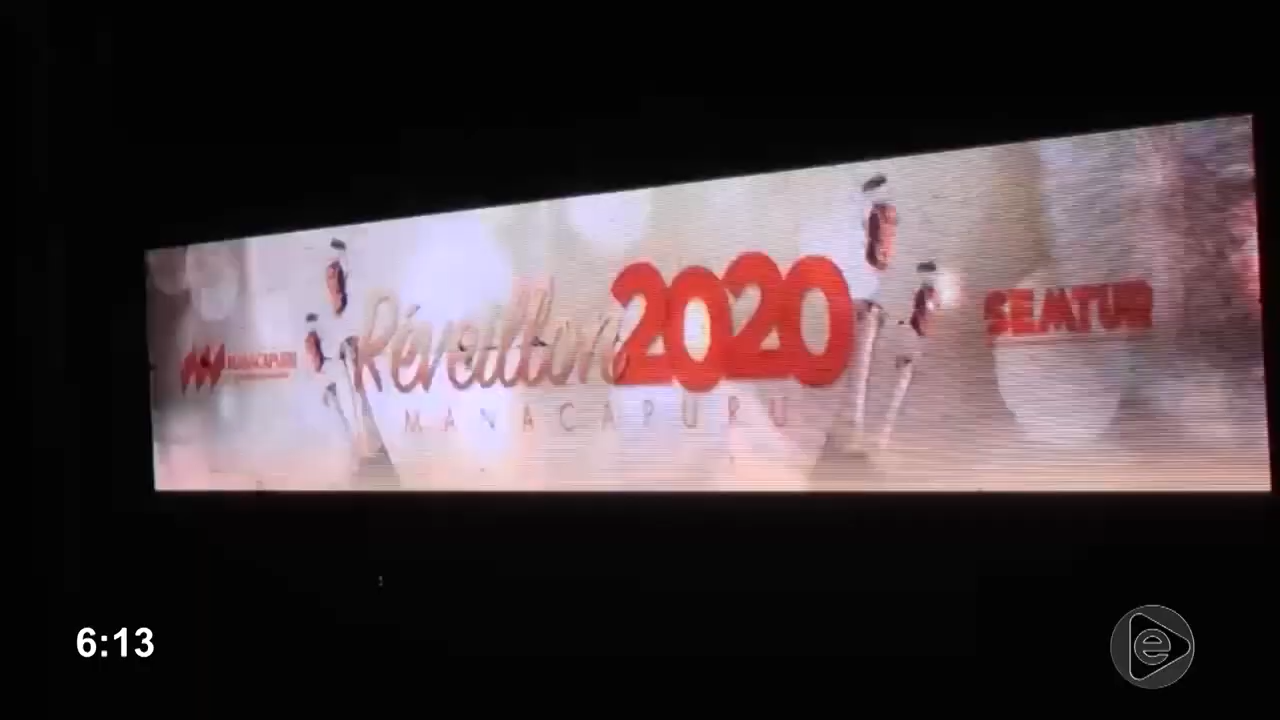 Réveillon 2020
MANACAPURU
MANACAPURU
SEMTUR
6:13
e